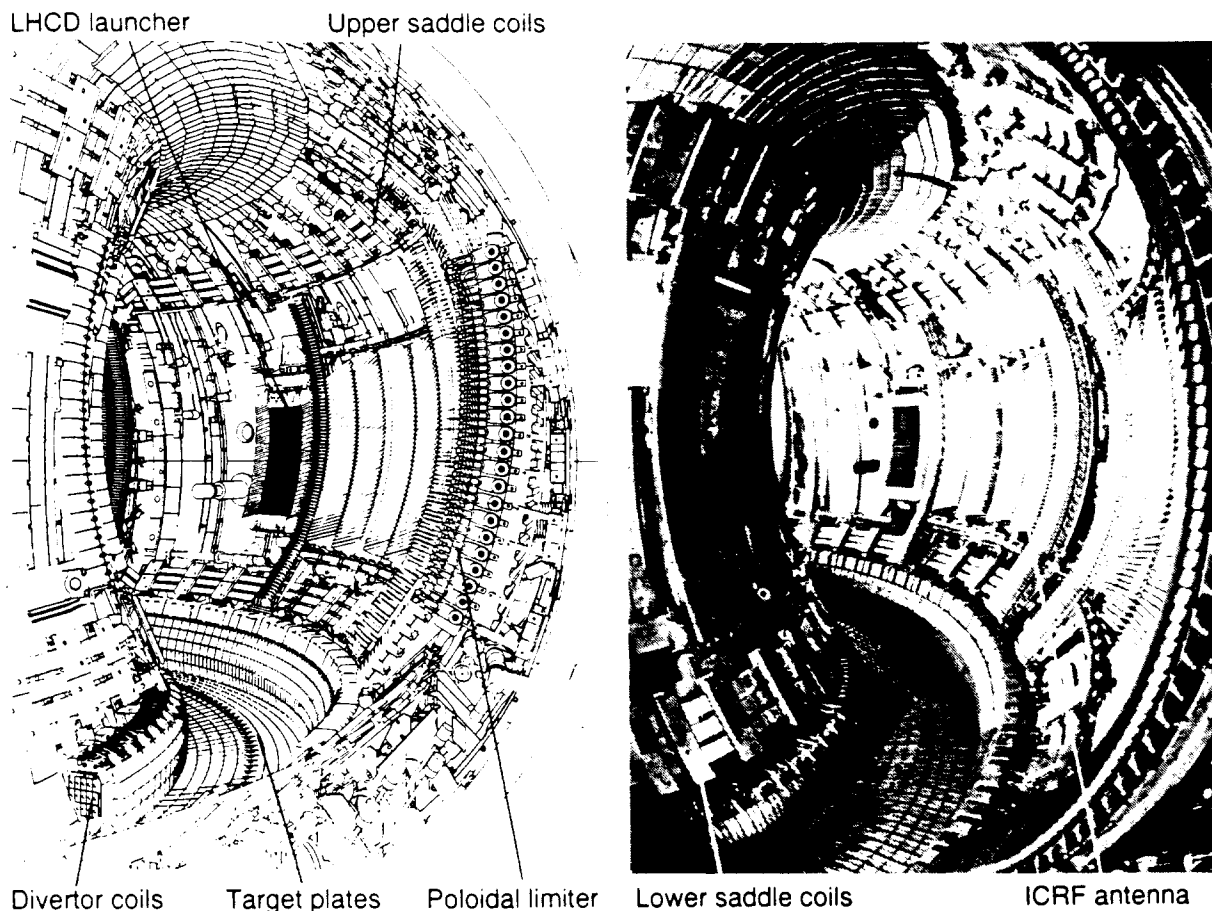 LHCD launcher
Upper saddle coils
Divertor coils
Target plates
Poloidal limiter
Lower saddle coils
ICRF antenna